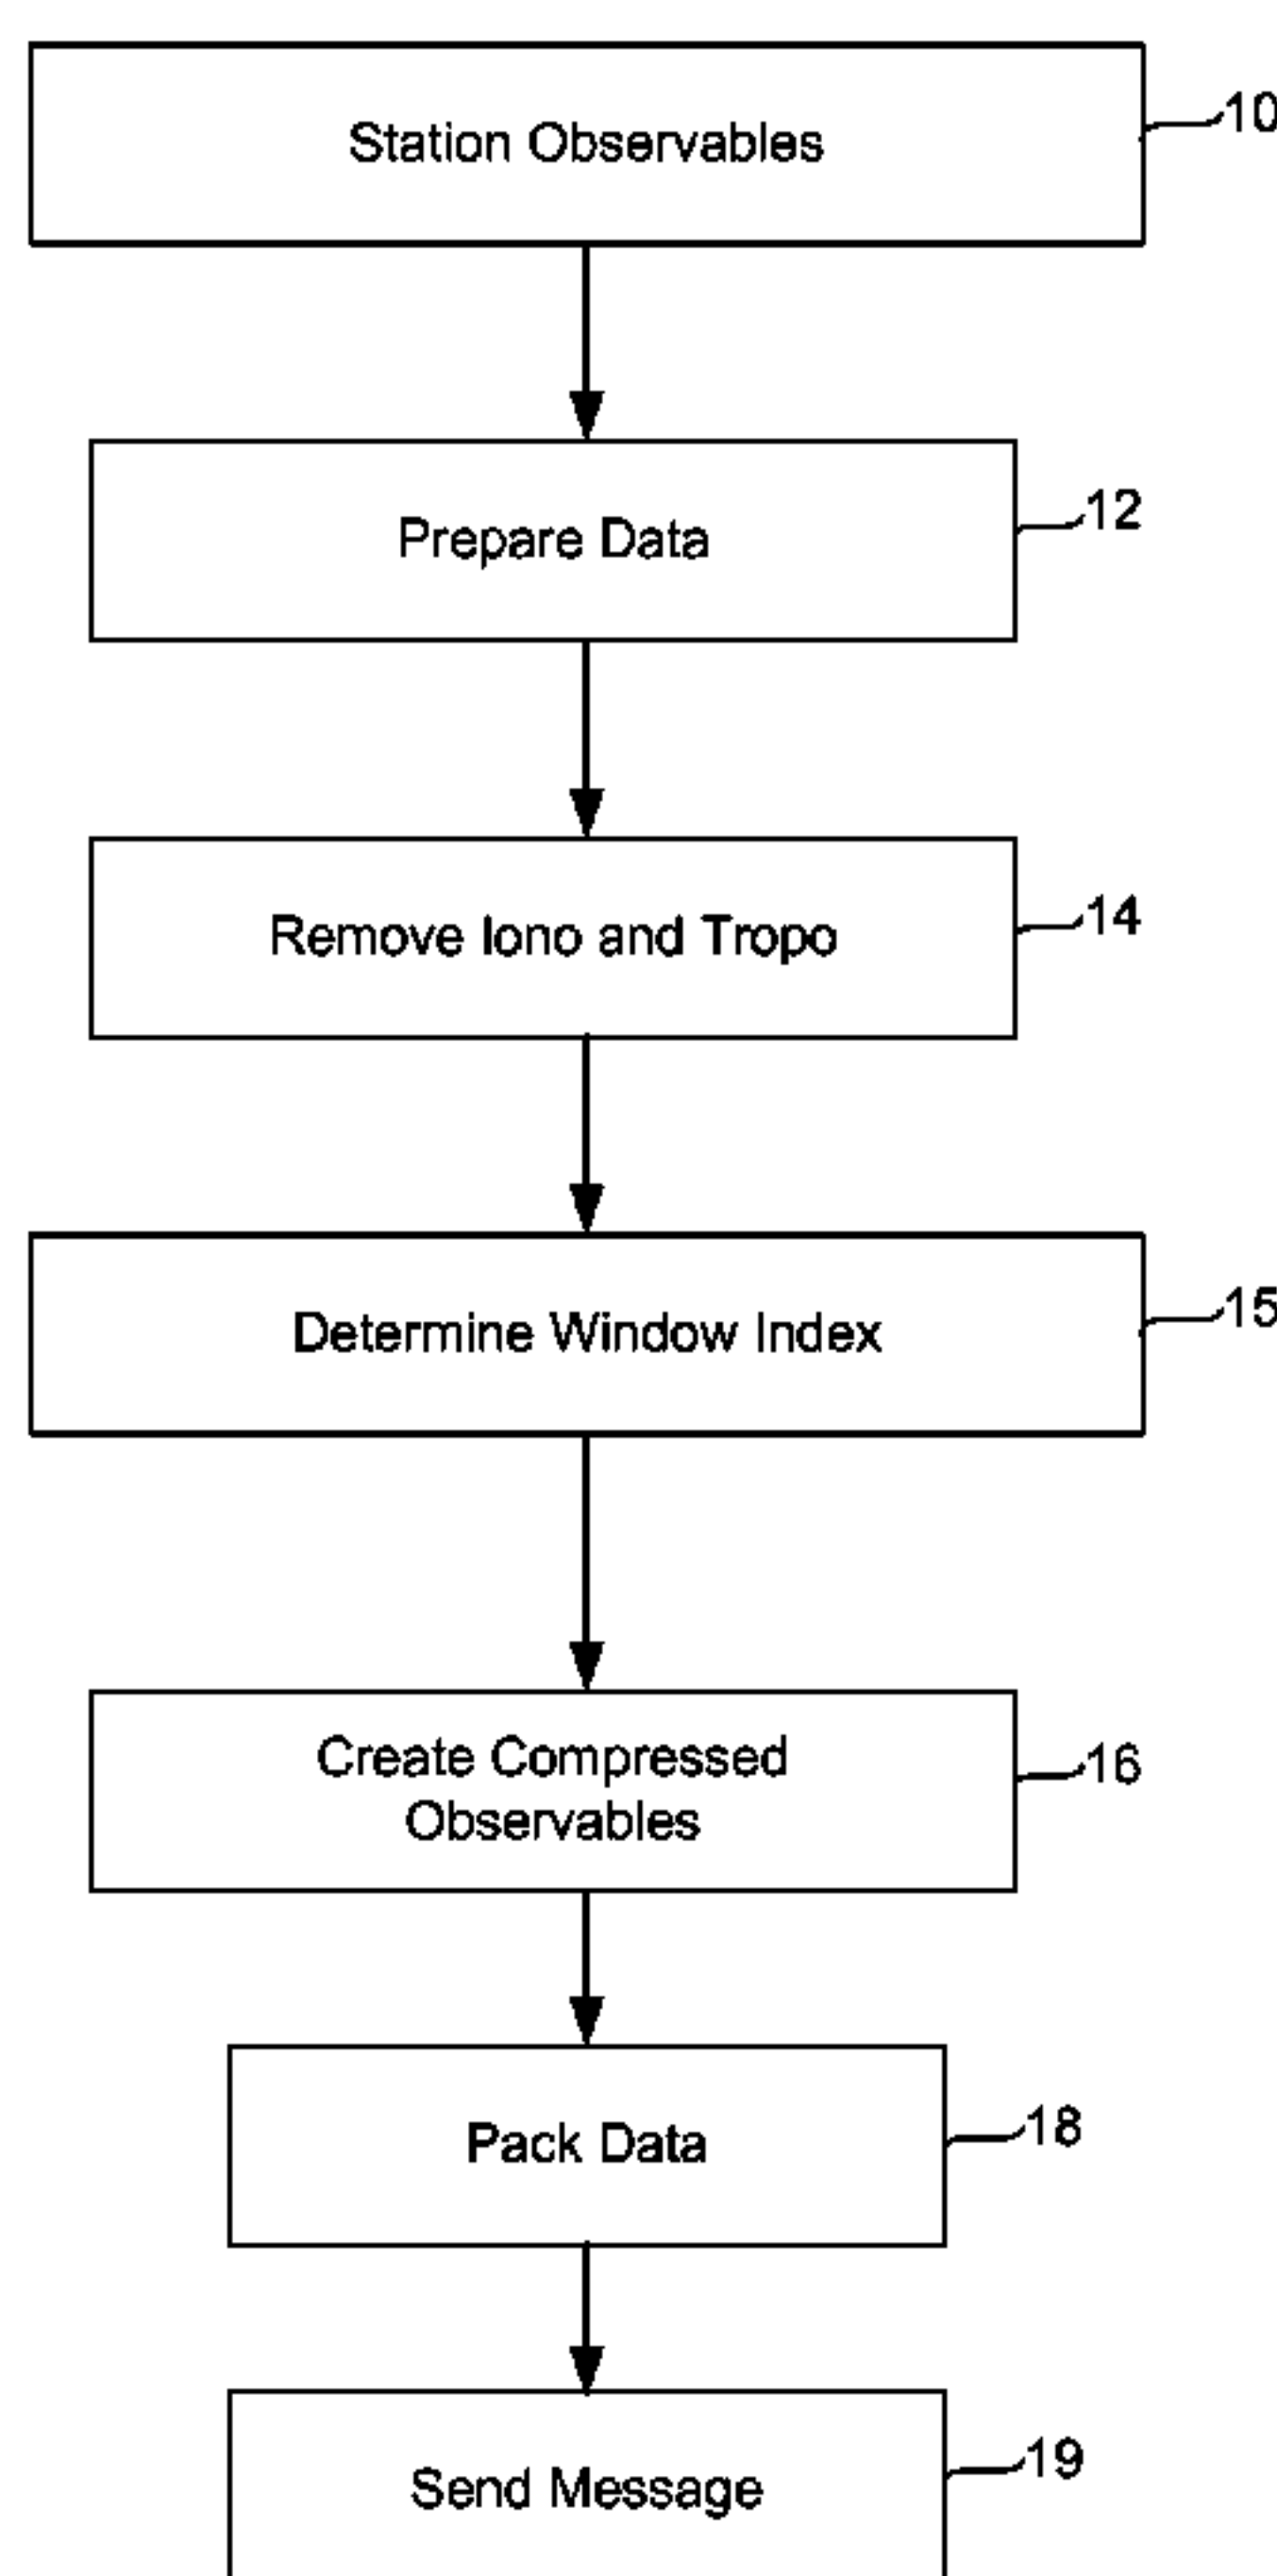 Station Observables
10
Prepare Data
12
Remove Iono and Tropo
14
Determine Window Index
15
Create Compressed
Observables
16
Pack Data
18
Send Message
19